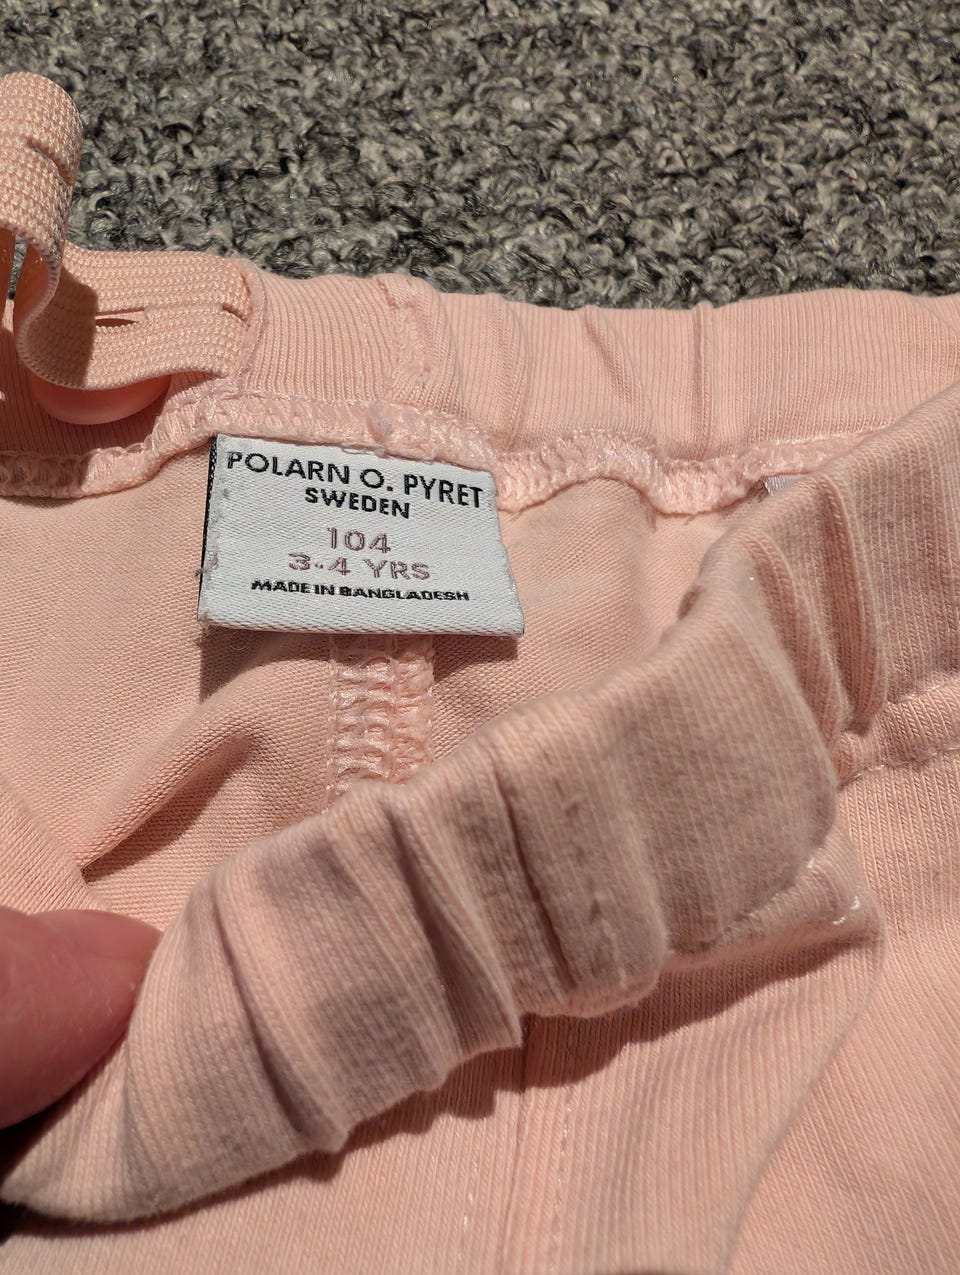 POLARN O. PYRET
SWEDEN
104
3-4 YRS
MADE IN BANGLADESH